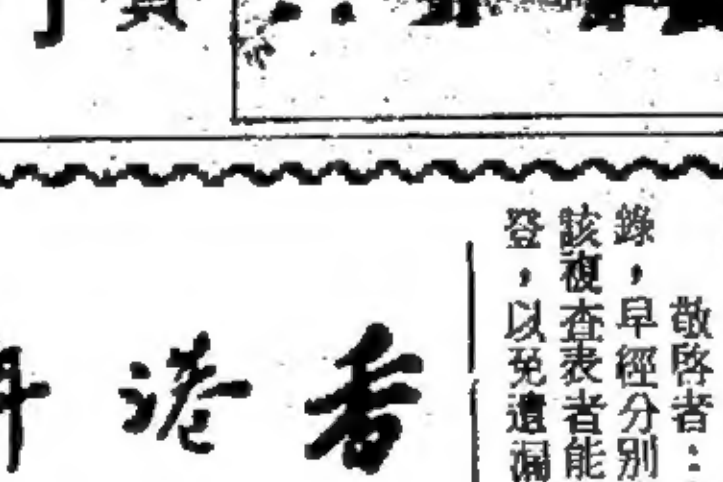 敬啓者：
錄，早經分別
該複査表者能
登，以免遺漏
香港